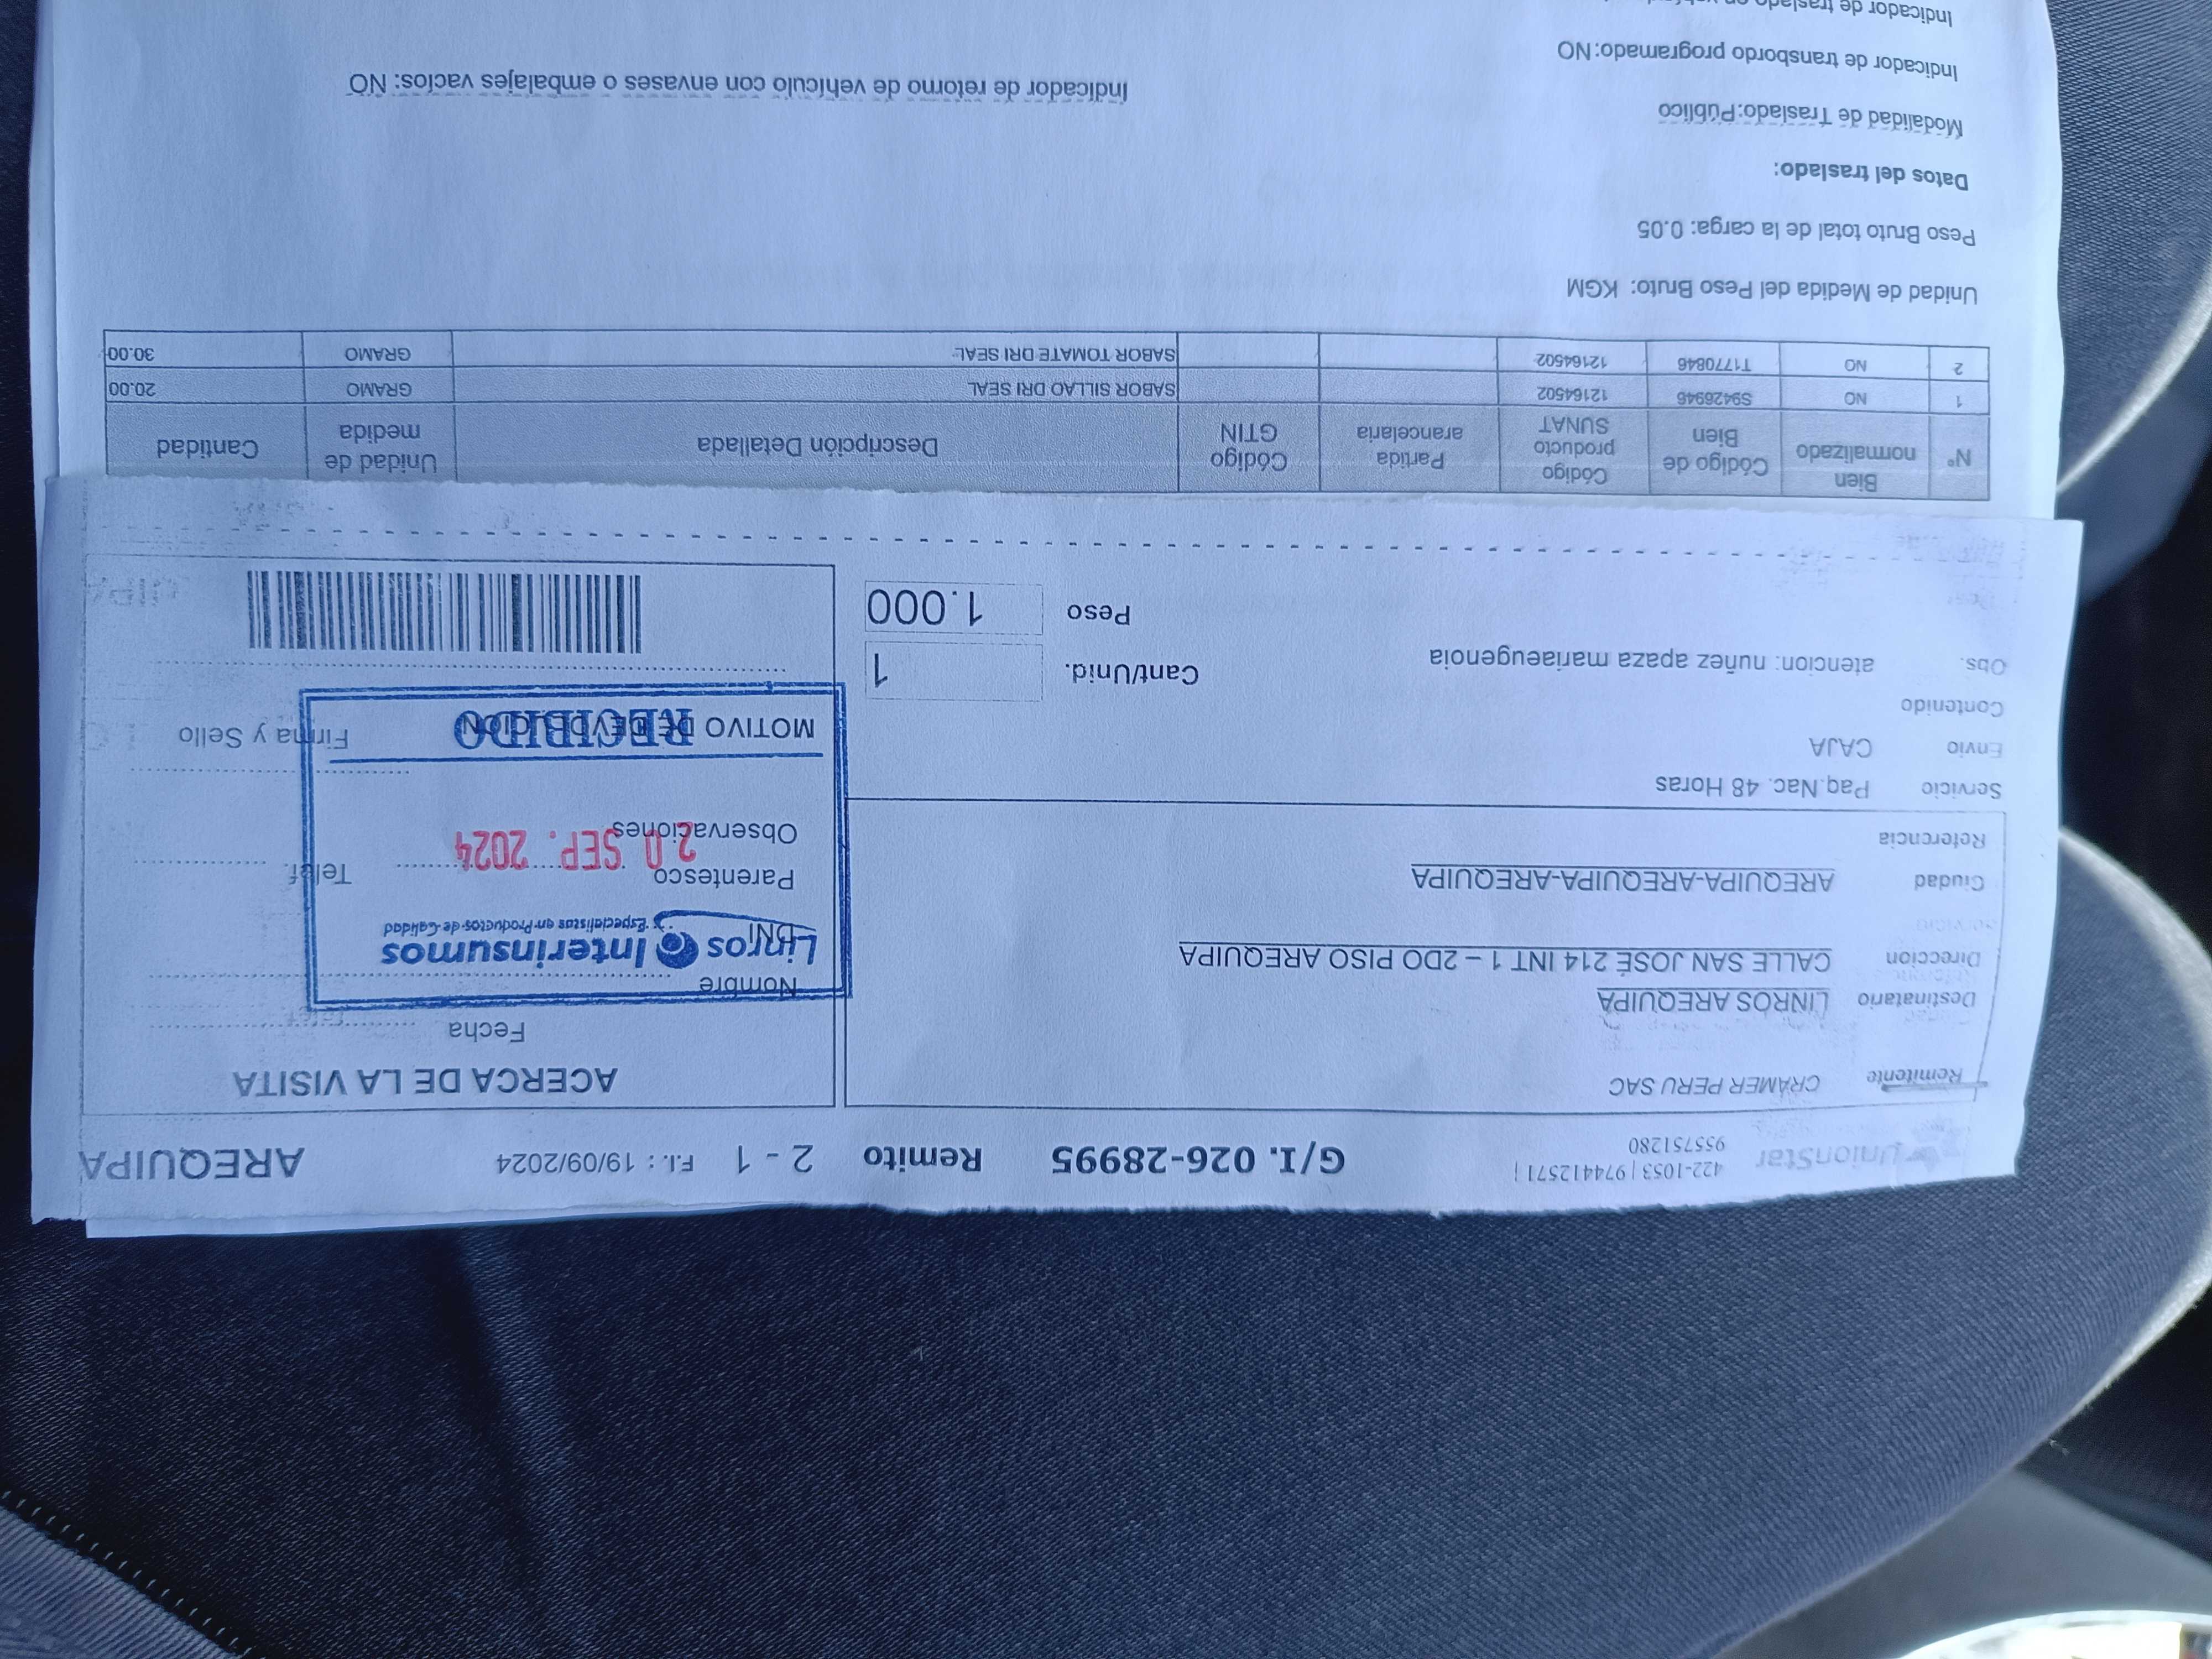 UnionStar
422-1053 | 974412571 |
955751280
G/I. 026-28995
Remito
2 - 1
F.I. : 19/09/2024
AREQUIPA
Remitente CRAMER PERU SAC
Destinatario LINROS AREQUIPA
Direccion CALLE SAN JOSÉ 214 INT 1 – 2DO PISO AREQUIPA
Ciudad AREQUIPA-AREQUIPA-AREQUIPA
Referencia
Servicio Paq.Nac. 48 Horas
Envio CAJA
Contenido
Obs. atencion: nuñez apaza mariaeugenoia
Cant/Unid. 1
Peso 1.000
ACERCA DE LA VISITA
Fecha
Nombre
DNI
Parentesco
Telef.
Observaciones
MOTIVO DE DEVOLUCION
Firma y Sello
Linros Interinsumos
Especialistas en Productos de Calidad
20 SEP. 2024
RECIBIDO
N° Bien normalizado Código de Bien Código producto SUNAT Partida arancelaria Código GTIN Descripción Detallada Unidad de medida Cantidad
1 NO S9426946 12164502 SABOR SILLAO DRI SEAL GRAMO 20.00
2 NO T1770846 12164502 SABOR TOMATE DRI SEAL GRAMO 30.00
Unidad de Medida del Peso Bruto: KGM
Peso Bruto total de la carga: 0.05
Datos del traslado:
Modalidad de Traslado:Público
Indicador de transbordo programado:NO
Indicador de retorno de vehículo con envases o embalajes vacíos: NO
Indicador de traslado en